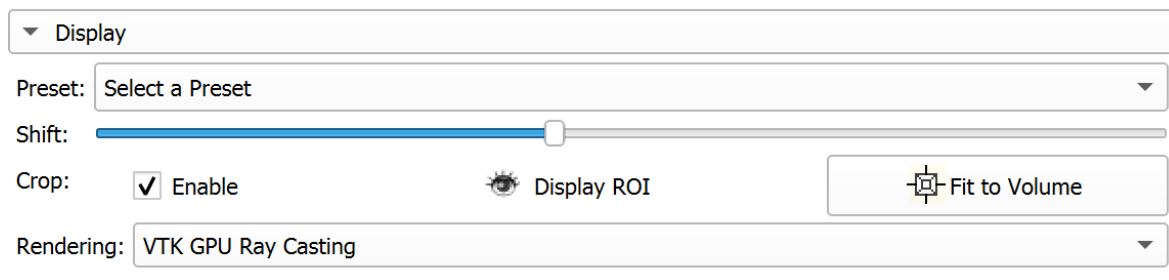 Display
Preset: Select a Preset
Shift:
Crop: Enable Display ROI Fit to Volume
Rendering: VTK GPU Ray Casting